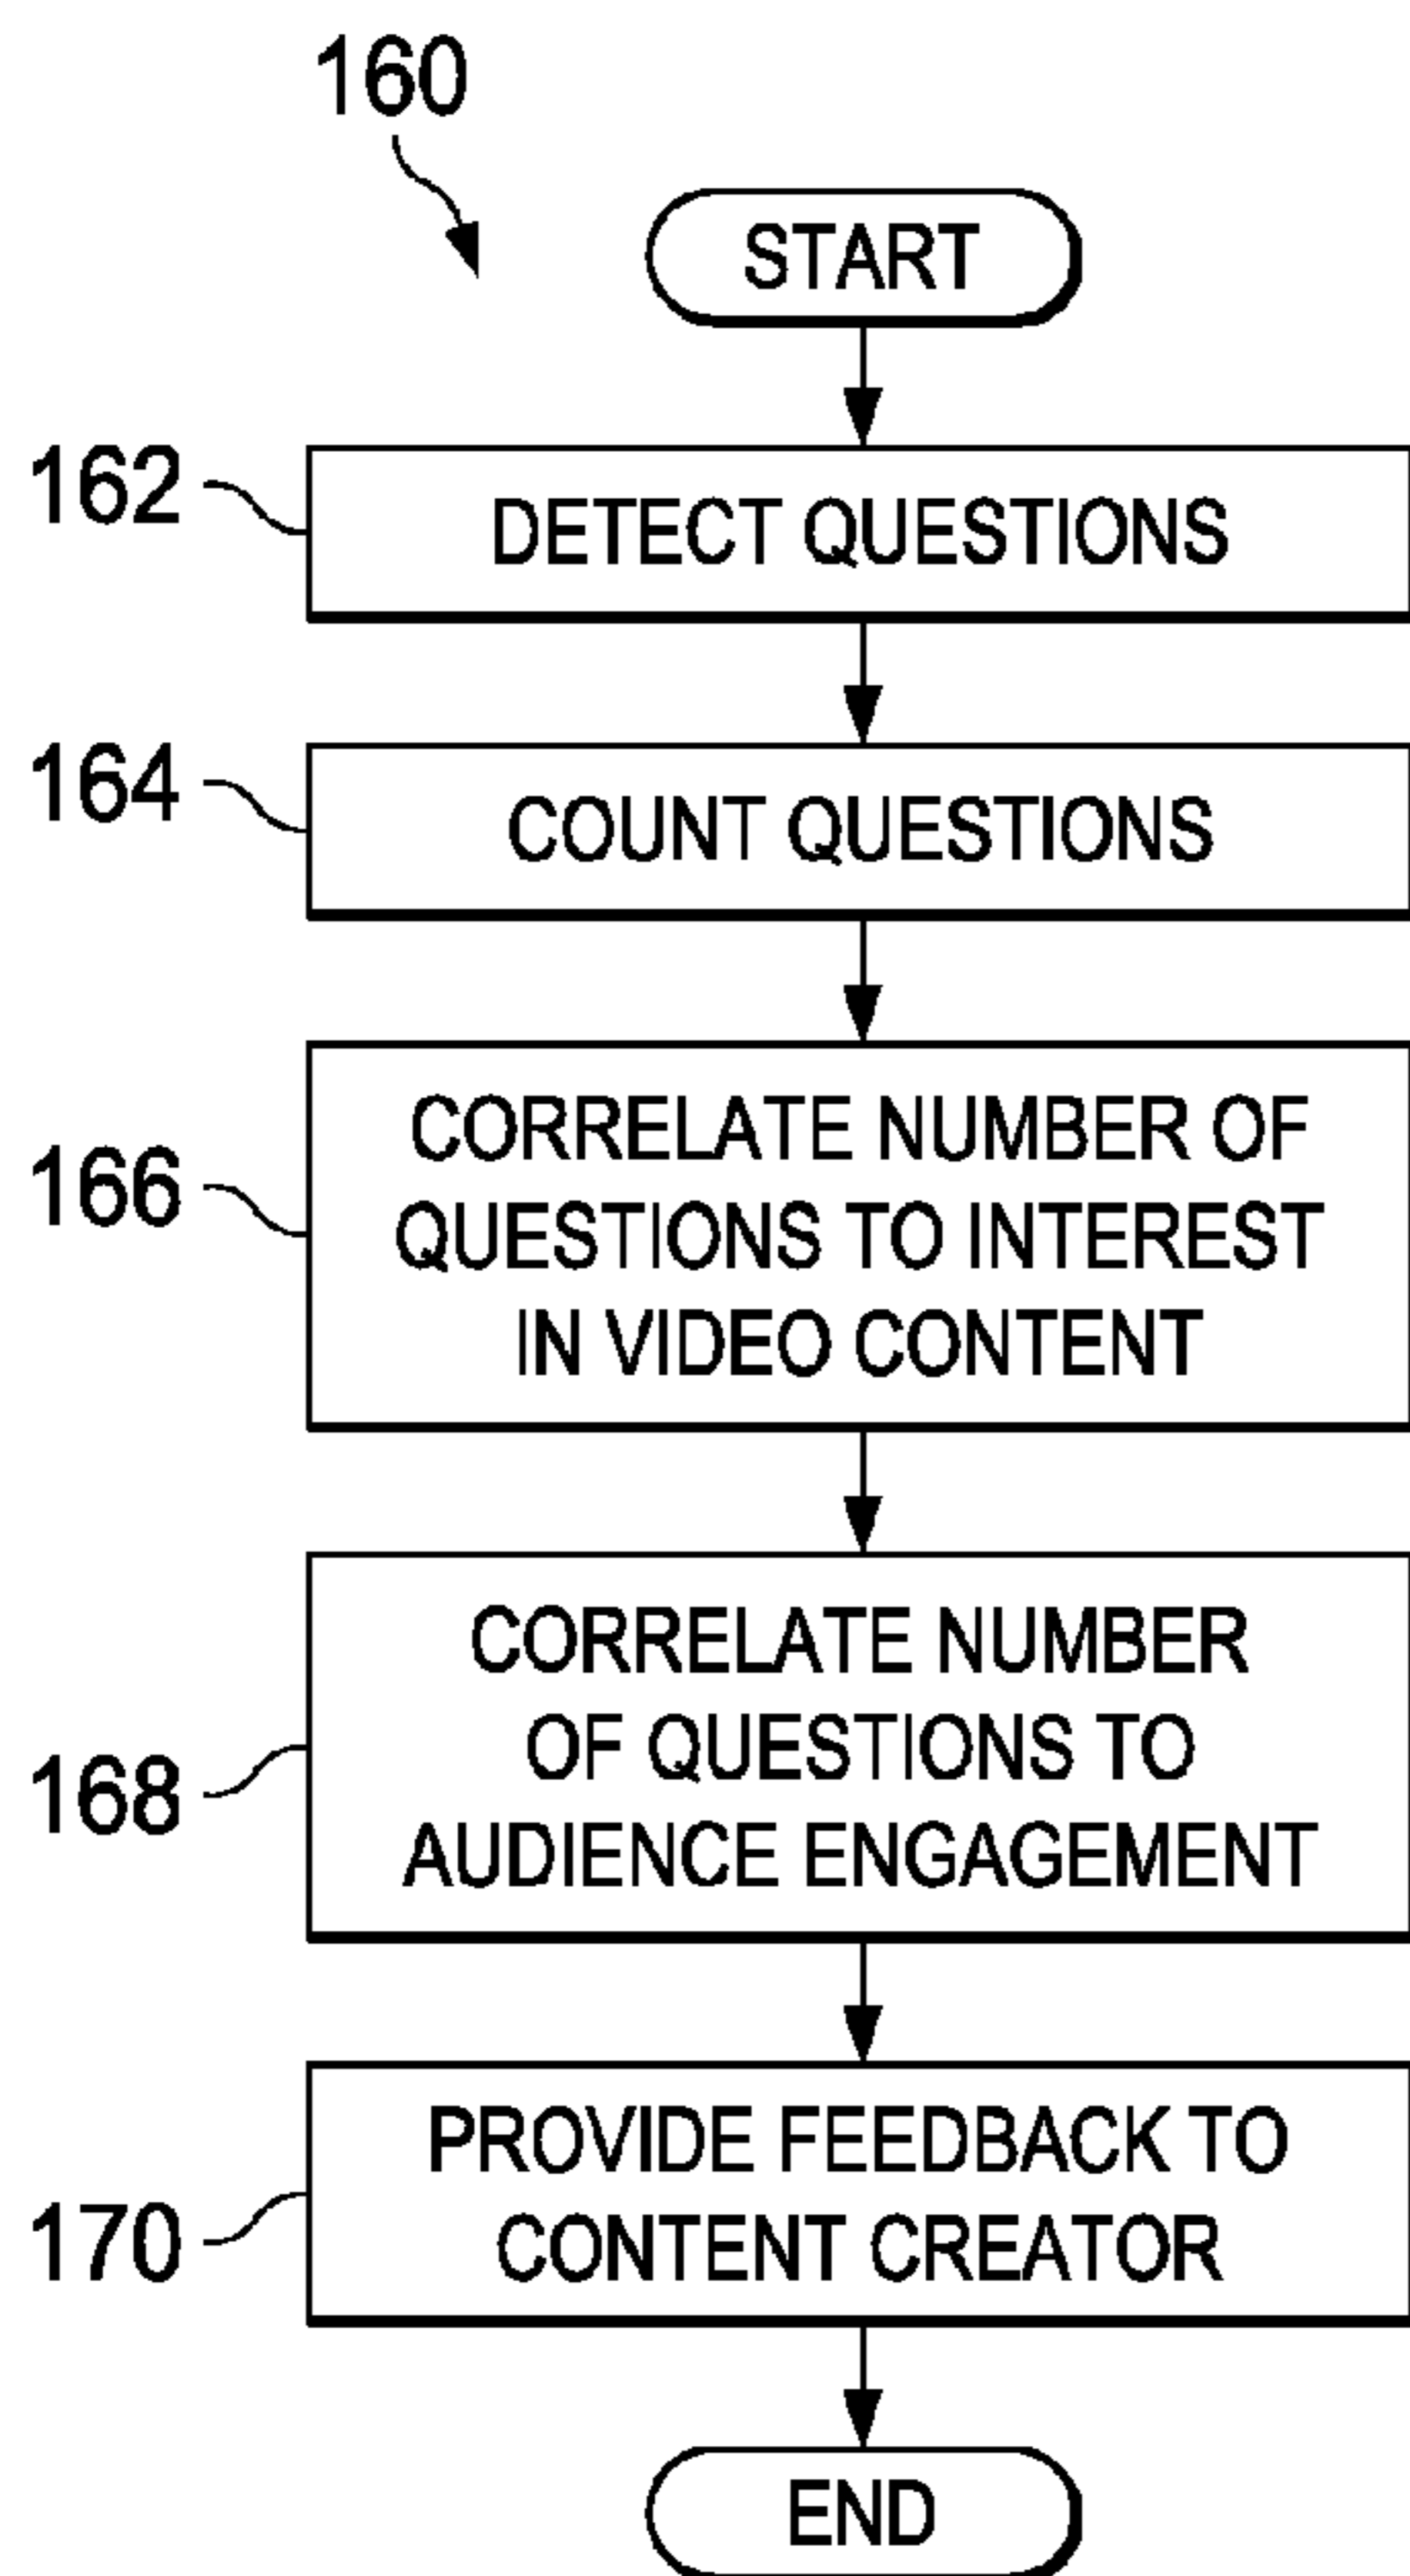 160
START
162
DETECT QUESTIONS
164
COUNT QUESTIONS
166
CORRELATE NUMBER OF
QUESTIONS TO INTEREST
IN VIDEO CONTENT
168
CORRELATE NUMBER
OF QUESTIONS TO
AUDIENCE ENGAGEMENT
170
PROVIDE FEEDBACK TO
CONTENT CREATOR
END